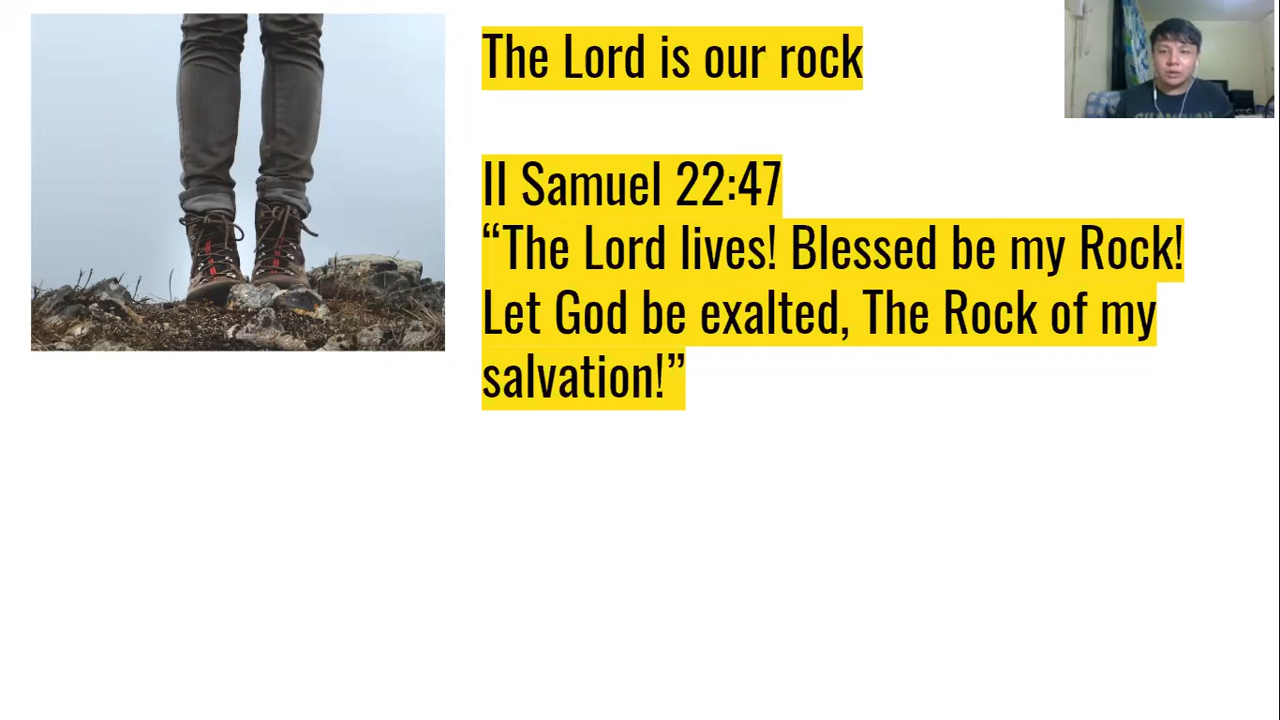 The Lord is our rock
II Samuel 22:47
“The Lord lives! Blessed be my Rock!
Let God be exalted, The Rock of my
salvation!”
CHAMPION